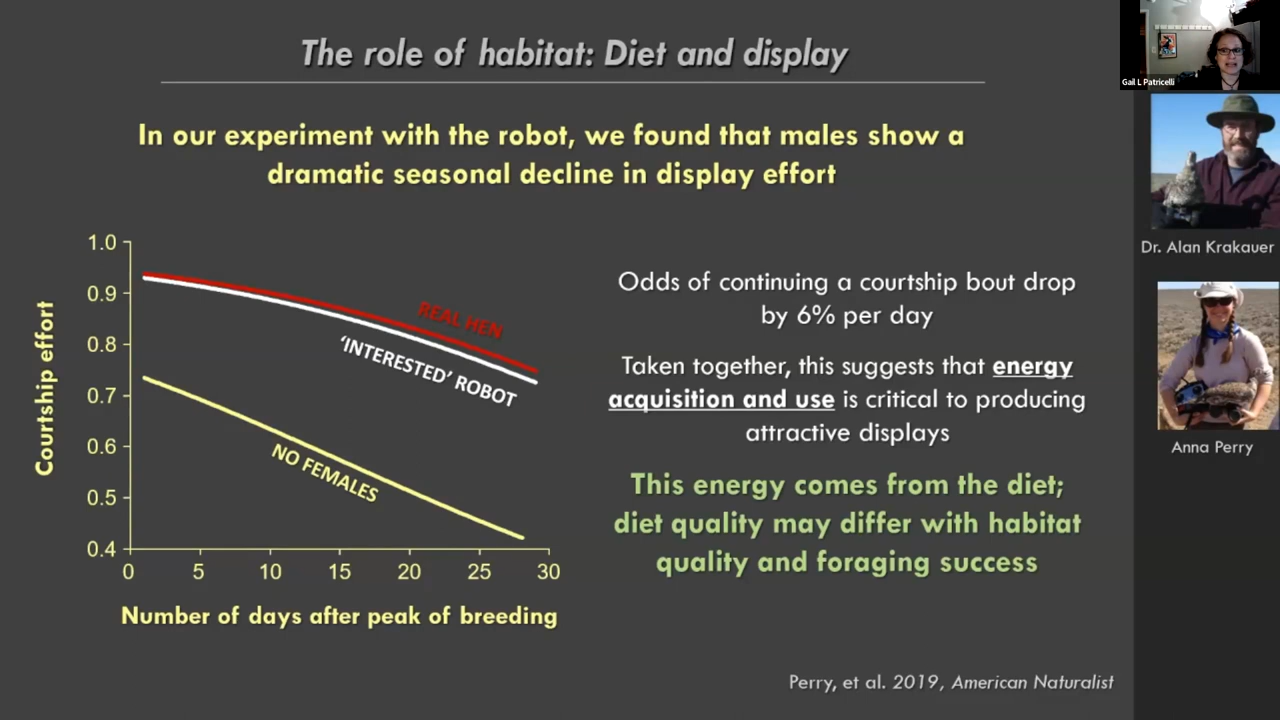 The role of habitat: Diet and display
Gail L Patricelli
In our experiment with the robot, we found that males show a
dramatic seasonal decline in display effort
Dr. Alan Krakauer
Anna Perry
Courtship effort
1.0
0.9
0.8
0.7
0.6
0.5
0.4
REAL HEN
'INTERESTED' ROBOT
NO FEMALES
0 5 10 15 20 25 30
Number of days after peak of breeding
Odds of continuing a courtship bout drop
by 6% per day
Taken together, this suggests that energy
acquisition and use is critical to producing
attractive displays
This energy comes from the diet;
diet quality may differ with habitat
quality and foraging success
Perry, et al. 2019, American Naturalist